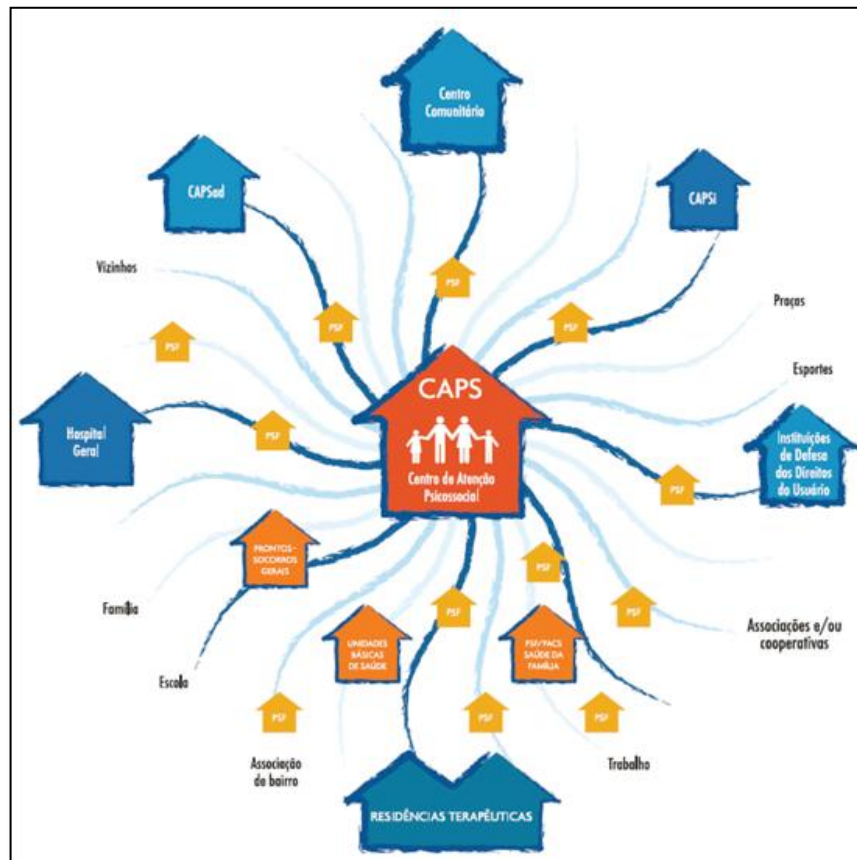 Centro
Comunitário
CAPSad
CAPSi
Vizinhos
PSF
Praças
PSF
PSF
PSF
Esportes
CAPS
Hospital
Geral
PSF
Centro de Atenção
Psicossocial
Instituições
de Defesa
dos Direitos
do Usuário
PSF
PRONTOS-
SOCORROS
GERAIS
PSF
Família
PSF
PSF
Associações e/ou
cooperativas
UNIDADES
BÁSICAS
DE SAÚDE
PSF/PACS
SAÚDE DA
FAMÍLIA
Escola
PSF
PSF
PSF
Associação
de bairro
Trabalho
RESIDÊNCIAS TERAPÊUTICAS